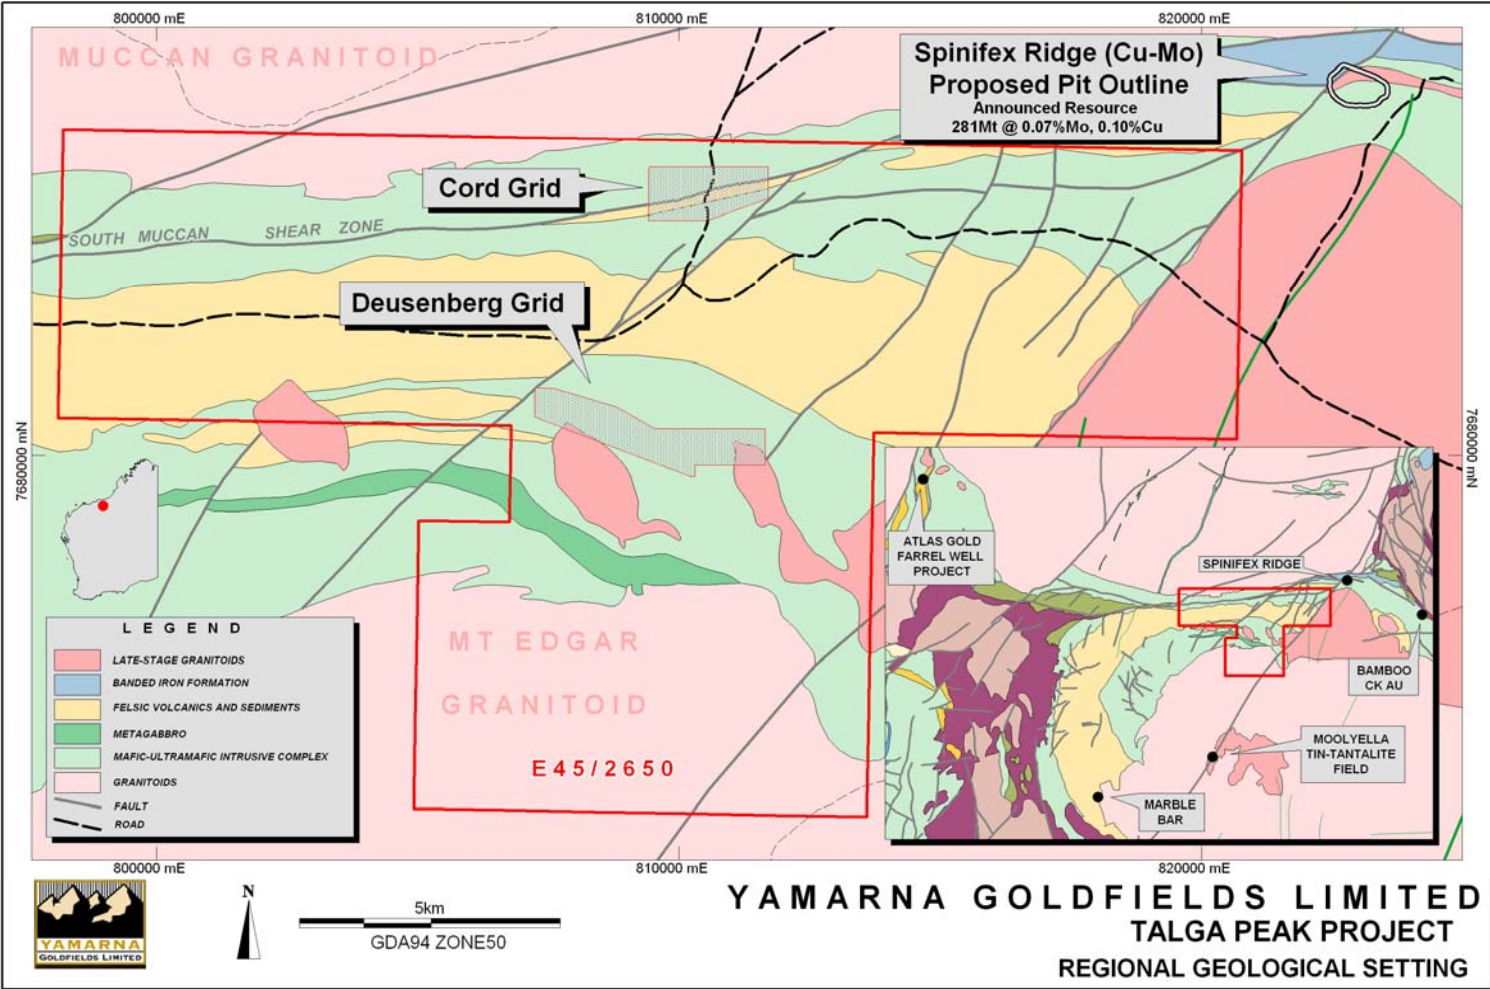 800000 mE
810000 mE
820000 mE
MUCCAN GRANITOID
Spinifex Ridge (Cu-Mo)
Proposed Pit Outline
Announced Resource
281Mt @ 0.07%Mo, 0.10%Cu
Cord Grid
SOUTH MUCCAN SHEAR ZONE
Deusenberg Grid
7680000 mN
7680000 mN
ATLAS GOLD
FARREL WELL
PROJECT
SPINIFEX RIDGE
BAMBOO
CK AU
MOOLYELLA
TIN-TANTALITE
FIELD
MARBLE
BAR
MT EDGAR
GRANITOID
E45/2650
LEGEND
LATE-STAGE GRANITOIDS
BANDED IRON FORMATION
FELSIC VOLCANICS AND SEDIMENTS
METAGABBRO
MAFIC-ULTRAMAFIC INTRUSIVE COMPLEX
GRANITOIDS
FAULT
ROAD
800000 mE
810000 mE
820000 mE
YAMARNA
GOLDFIELDS LIMITED
N
5km
GDA94 ZONE50
YAMARNA GOLDFIELDS LIMITED
TALGA PEAK PROJECT
REGIONAL GEOLOGICAL SETTING